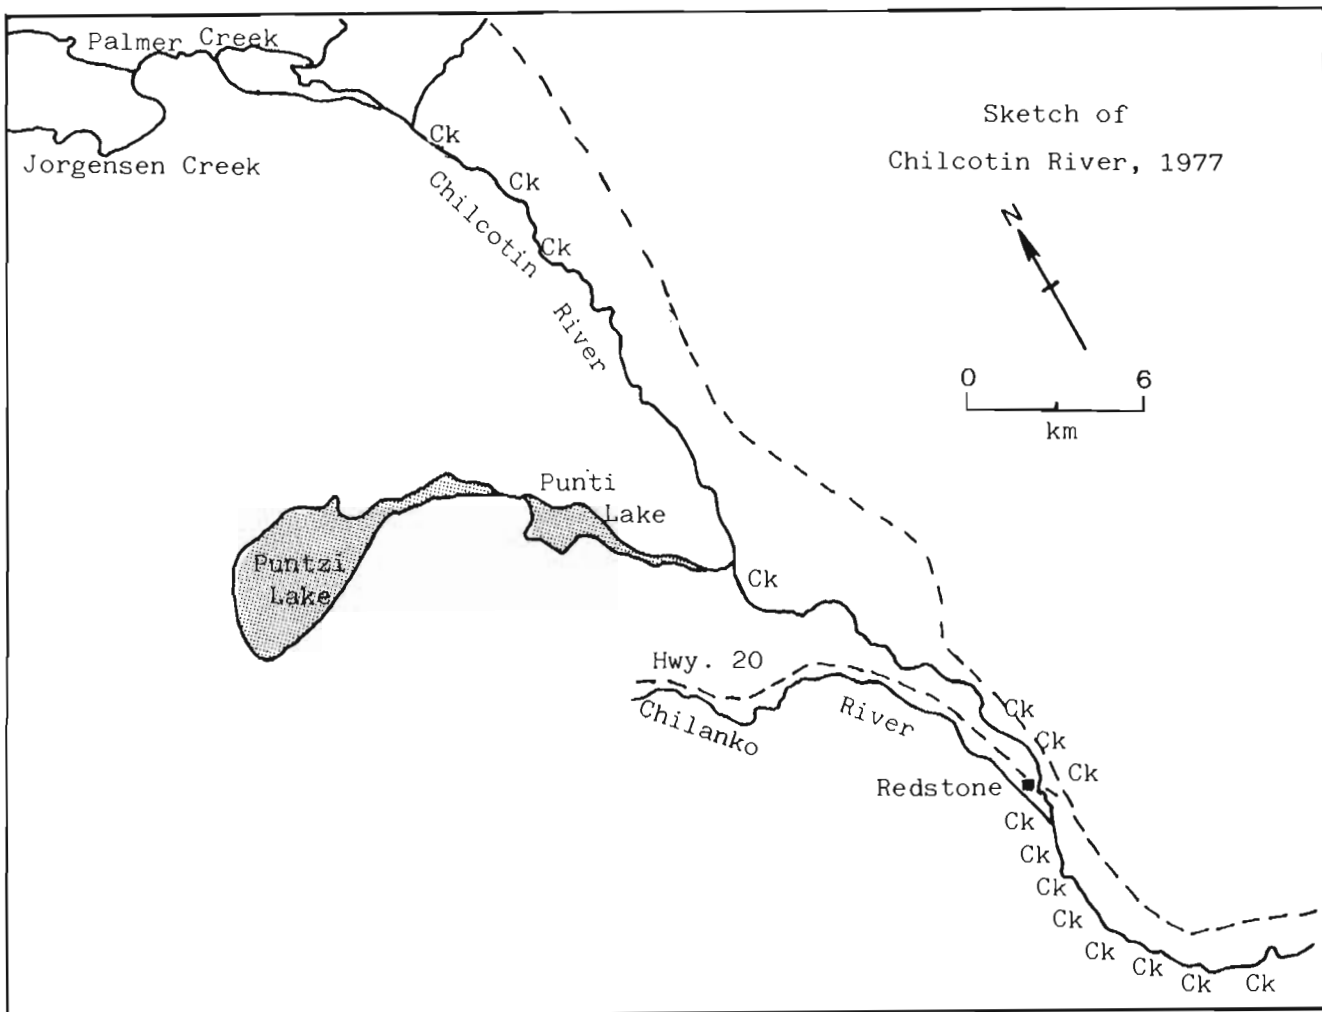 Palmer Creek
Jorgensen Creek
Sketch of
Chilcotin River, 1977
N
0 6
km
Ck
Ck
Ck
Chilcotin River
Punti
Lake
Puntzi
Lake
Ck
Hwy. 20
Chilanko River
Redstone
Ck
Ck
Ck
Ck
Ck
Ck
Ck
Ck
Ck
Ck
Ck